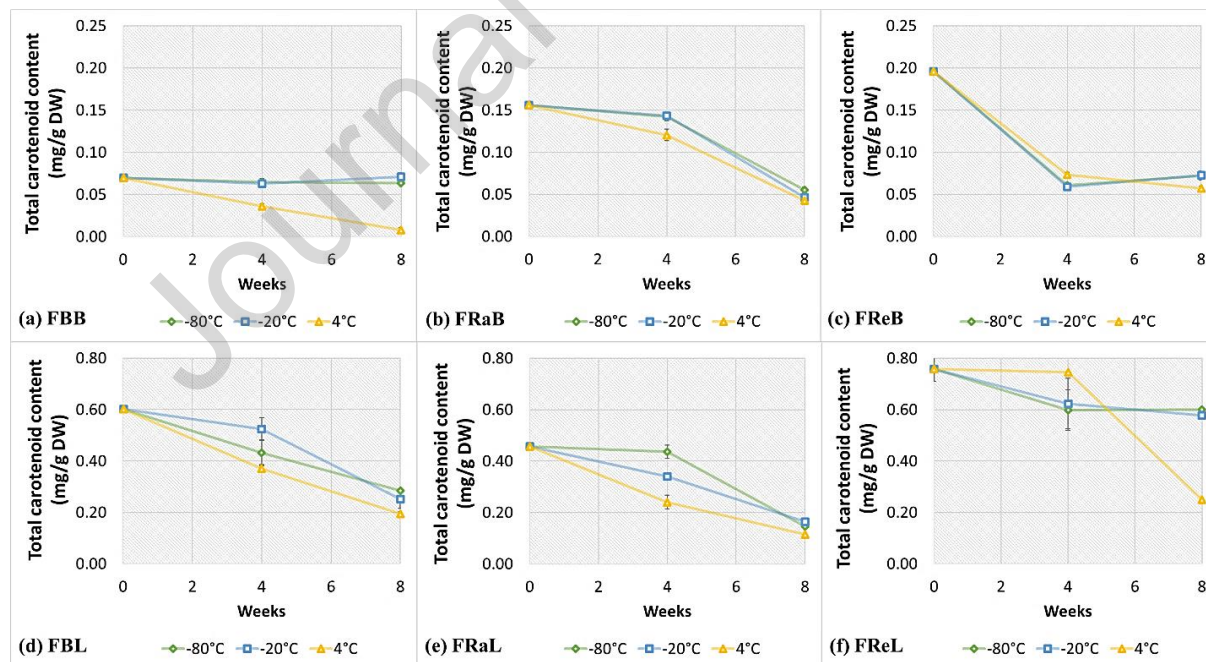 Journal
Total carotenoid content
(mg/g DW)
0.25
0.20
0.15
0.10
0.05
0.00
0 2 4 6 8
Weeks
(a) FBB
-80°C -20°C 4°C
Total carotenoid content
(mg/g DW)
0.25
0.20
0.15
0.10
0.05
0.00
0 2 4 6 8
Weeks
(b) FRaB
-80°C -20°C 4°C
Total carotenoid content
(mg/g DW)
0.25
0.20
0.15
0.10
0.05
0.00
0 2 4 6 8
Weeks
(c) FReB
-80°C -20°C 4°C
Total carotenoid content
(mg/g DW)
0.80
0.60
0.40
0.20
0.00
0 2 4 6 8
Weeks
(d) FBL
-80°C -20°C 4°C
Total carotenoid content
(mg/g DW)
0.80
0.60
0.40
0.20
0.00
0 2 4 6 8
Weeks
(e) FRaL
-80°C -20°C 4°C
Total carotenoid content
(mg/g DW)
0.80
0.60
0.40
0.20
0.00
0 2 4 6 8
Weeks
(f) FReL
-80°C -20°C 4°C